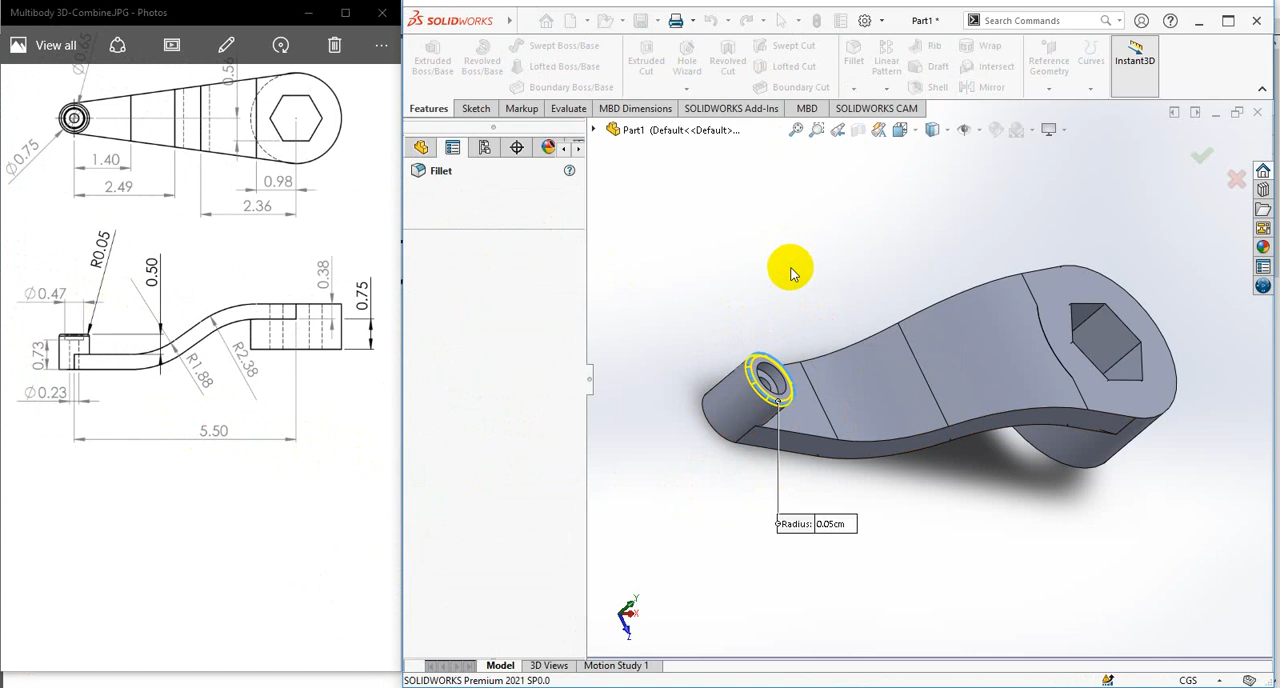 Multibody 3D-Combine.JPG - Photos
View all
Ø0.65
0.56
Ø0.75
1.40
2.49
0.98
2.36
R0.05
0.50
0.38
0.75
Ø0.47
0.73
R1.88
R2.38
Ø0.23
5.50
SOLIDWORKS
Part1 *
Search Commands
Extruded Boss/Base
Revolved Boss/Base
Swept Boss/Base
Lofted Boss/Base
Boundary Boss/Base
Extruded Cut
Hole Wizard
Revolved Cut
Swept Cut
Lofted Cut
Boundary Cut
Fillet
Linear Pattern
Rib
Draft
Shell
Wrap
Intersect
Mirror
Reference Geometry
Curves
Instant3D
Features
Sketch
Markup
Evaluate
MBD Dimensions
SOLIDWORKS Add-Ins
MBD
SOLIDWORKS CAM
Part1 (Default<<Default>...
Fillet
Radius: 0.05cm
Y
X
Z
Model
3D Views
Motion Study 1
SOLIDWORKS Premium 2021 SP0.0
CGS